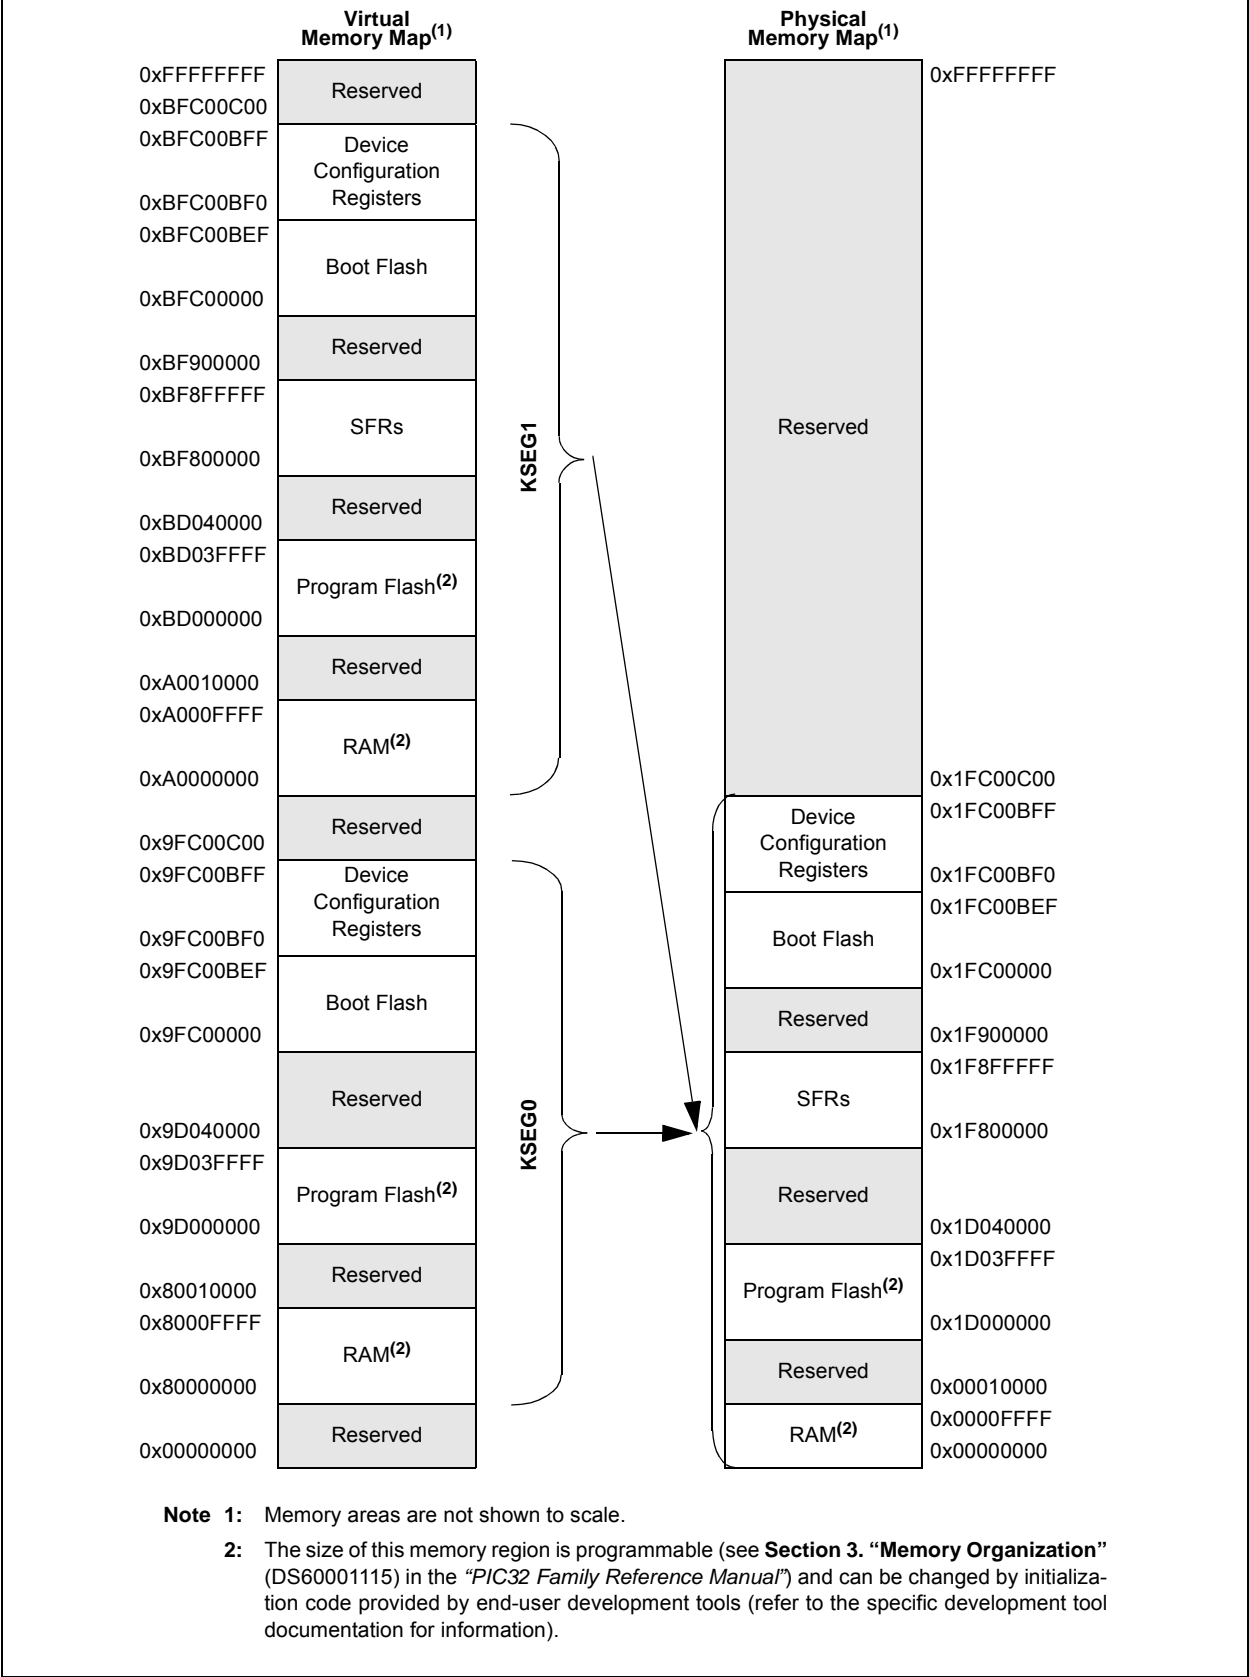 Virtual
Memory Map(1)
0xFFFFFFFF
Reserved
0xBFC00C00
0xBFC00BFF
Device
Configuration
Registers
0xBFC00BF0
0xBFC00BEF
Boot Flash
0xBFC00000
Reserved
0xBF900000
0xBF8FFFFF
SFRs
0xBF800000
Reserved
0xBD040000
0xBD03FFFF
Program Flash(2)
0xBD000000
Reserved
0xA0010000
0xA000FFFF
RAM(2)
0xA0000000
Reserved
0x9FC00C00
0x9FC00BFF
Device
Configuration
Registers
0x9FC00BF0
0x9FC00BEF
Boot Flash
0x9FC00000
Reserved
0x9D040000
0x9D03FFFF
Program Flash(2)
0x9D000000
Reserved
0x80010000
0x8000FFFF
RAM(2)
0x80000000
Reserved
0x00000000
KSEG1
KSEG0
Physical
Memory Map(1)
0xFFFFFFFF
Reserved
0x1FC00C00
0x1FC00BFF
Device
Configuration
Registers
0x1FC00BF0
0x1FC00BEF
Boot Flash
0x1FC00000
Reserved
0x1F900000
0x1F8FFFFF
SFRs
0x1F800000
Reserved
0x1D040000
0x1D03FFFF
Program Flash(2)
0x1D000000
Reserved
0x00010000
0x0000FFFF
RAM(2)
0x00000000
Note 1: Memory areas are not shown to scale.
2: The size of this memory region is programmable (see Section 3. “Memory Organization”
(DS60001115) in the “PIC32 Family Reference Manual”) and can be changed by initializa-
tion code provided by end-user development tools (refer to the specific development tool
documentation for information).